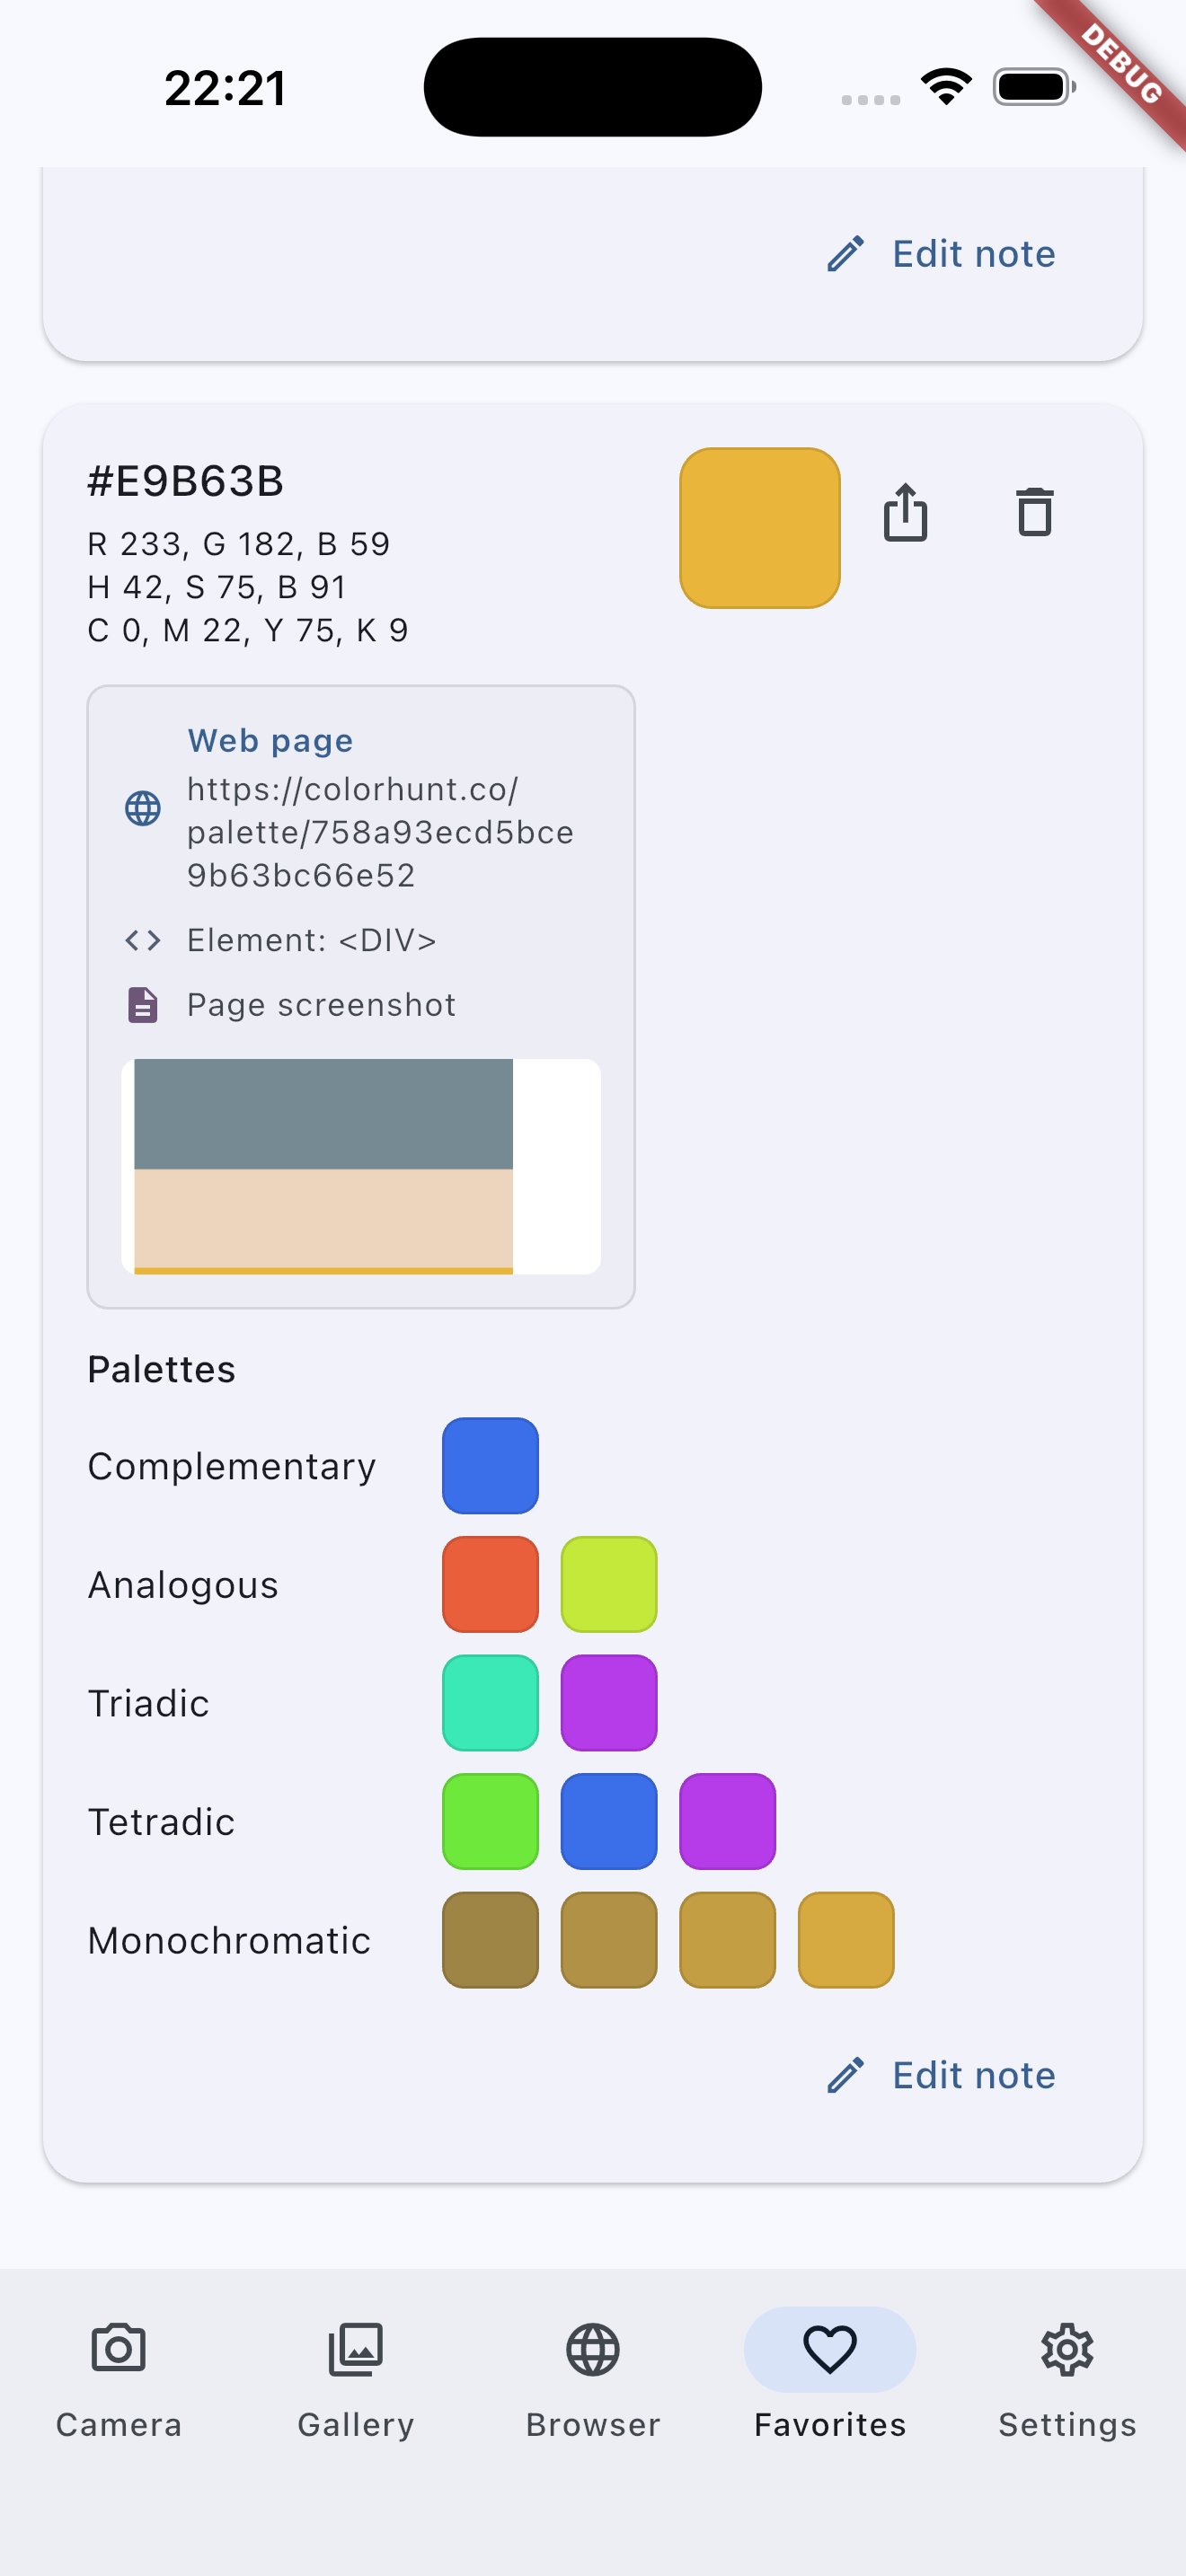 22:21
DEBUG
Edit note
#E9B63B
R 233, G 182, B 59
H 42, S 75, B 91
C 0, M 22, Y 75, K 9
Web page
https://colorhunt.co/
palette/758a93ecd5bce
9b63bc66e52
Element: <DIV>
Page screenshot
Palettes
Complementary
Analogous
Triadic
Tetradic
Monochromatic
Edit note
Camera
Gallery
Browser
Favorites
Settings